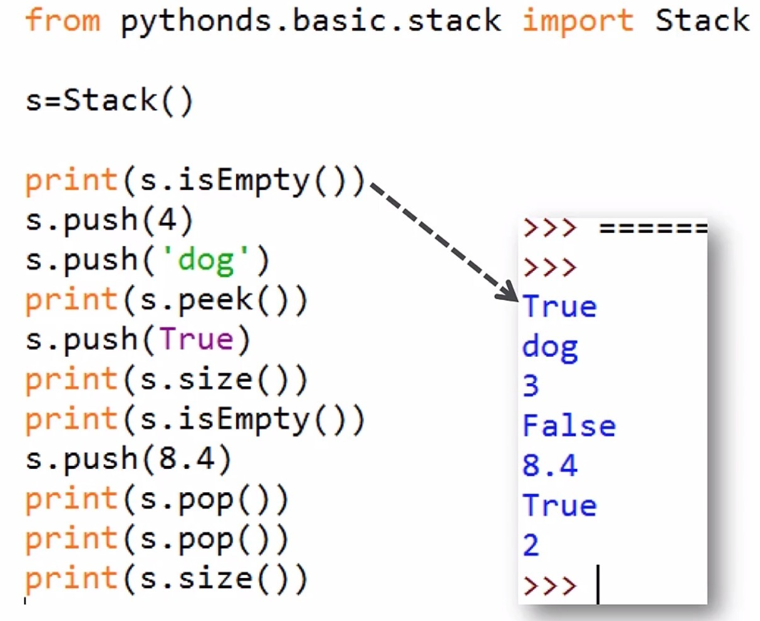 from pythonds.basic.stack import Stack
s=Stack()
print(s.isEmpty())
s.push(4)
s.push('dog')
print(s.peek())
s.push(True)
print(s.size())
print(s.isEmpty())
s.push(8.4)
print(s.pop())
print(s.pop())
print(s.size())
>>> ======
>>>
True
dog
3
False
8.4
True
2
>>>